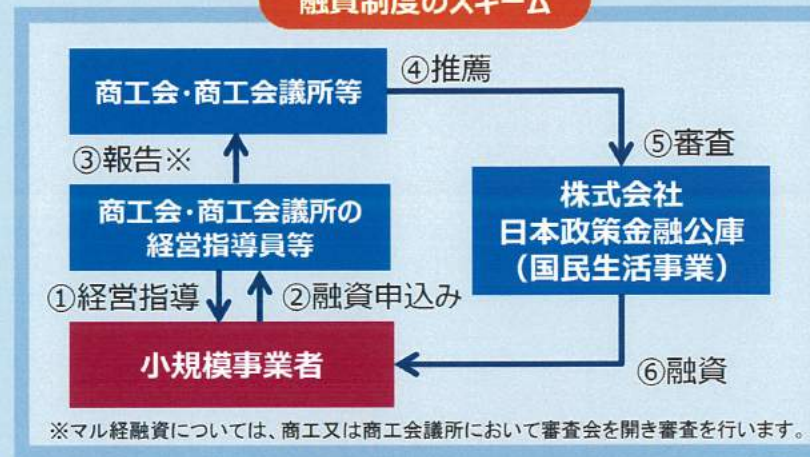 融資制度のスキーム
商工会・商工会議所等
④推薦
③報告※
⑤審査
商工会・商工会議所の
経営指導員等
株式会社
日本政策金融公庫
（国民生活事業）
①経営指導
②融資申込み
小規模事業者
⑥融資
※マル経融資については、商工又は商工会議所において審査会を開き審査を行います。